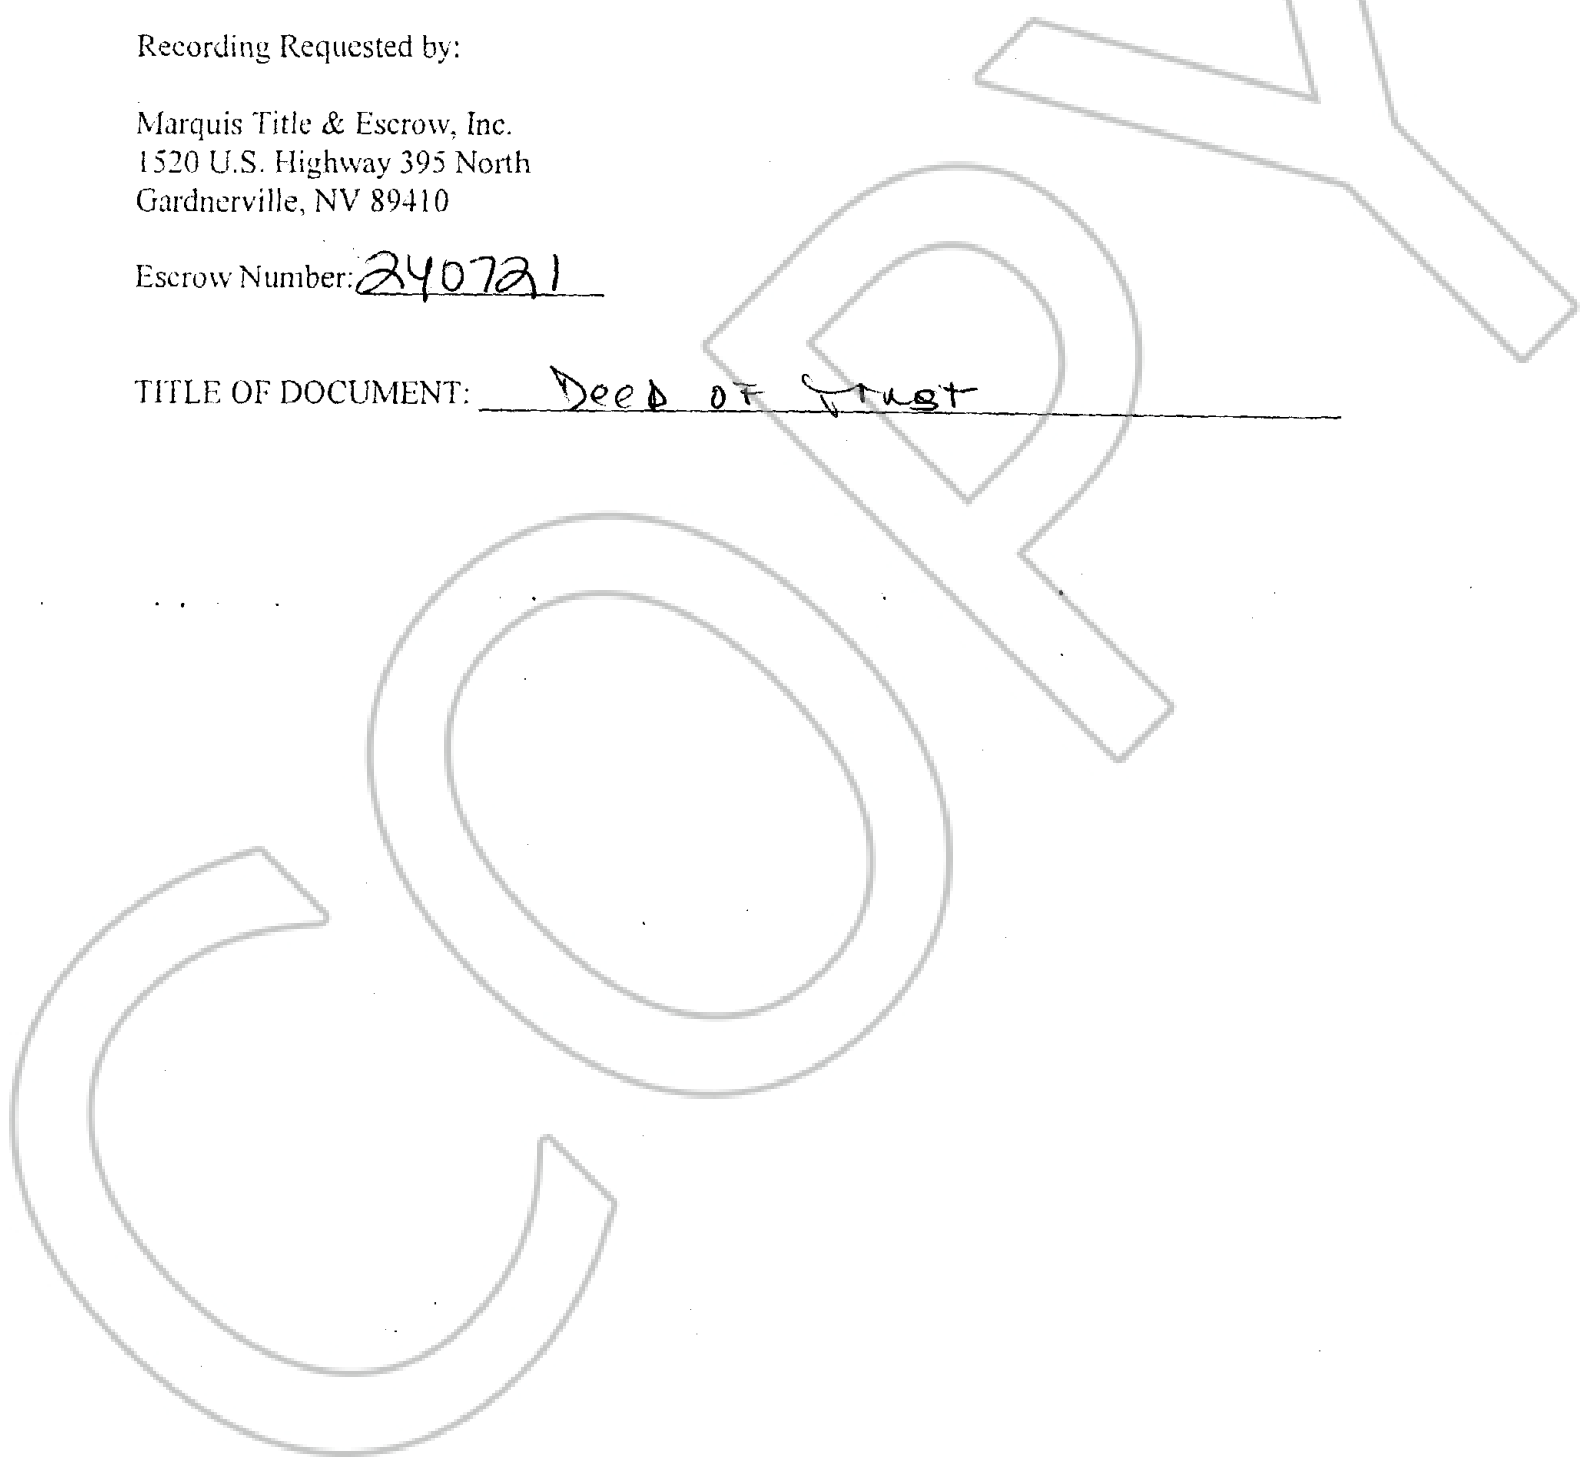 Recording Requested by:
Marquis Title & Escrow, Inc.
1520 U.S. Highway 395 North
Gardnerville, NV 89410
Escrow Number: 240721
TITLE OF DOCUMENT: Deed of Trust
COPY